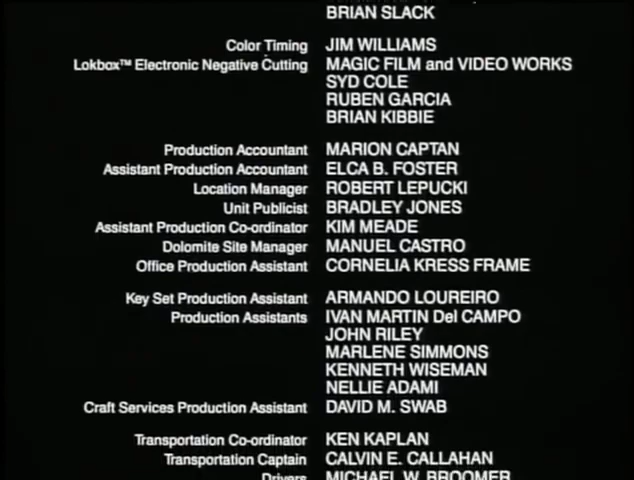 BRIAN SLACK
Color Timing JIM WILLIAMS
Lokbox™ Electronic Negative Cutting MAGIC FILM and VIDEO WORKS
SYD COLE
RUBEN GARCIA
BRIAN KIBBIE
Production Accountant MARION CAPTAN
Assistant Production Accountant ELCA B. FOSTER
Location Manager ROBERT LEPUCKI
Unit Publicist BRADLEY JONES
Assistant Production Co-ordinator KIM MEADE
Dolomite Site Manager MANUEL CASTRO
Office Production Assistant CORNELIA KRESS FRAME
Key Set Production Assistant ARMANDO LOUREIRO
Production Assistants IVAN MARTIN Del CAMPO
JOHN RILEY
MARLENE SIMMONS
KENNETH WISEMAN
NELLIE ADAMI
Craft Services Production Assistant DAVID M. SWAB
Transportation Co-ordinator KEN KAPLAN
Transportation Captain CALVIN E. CALLAHAN
Drivers MICHAEL W. BROOMER